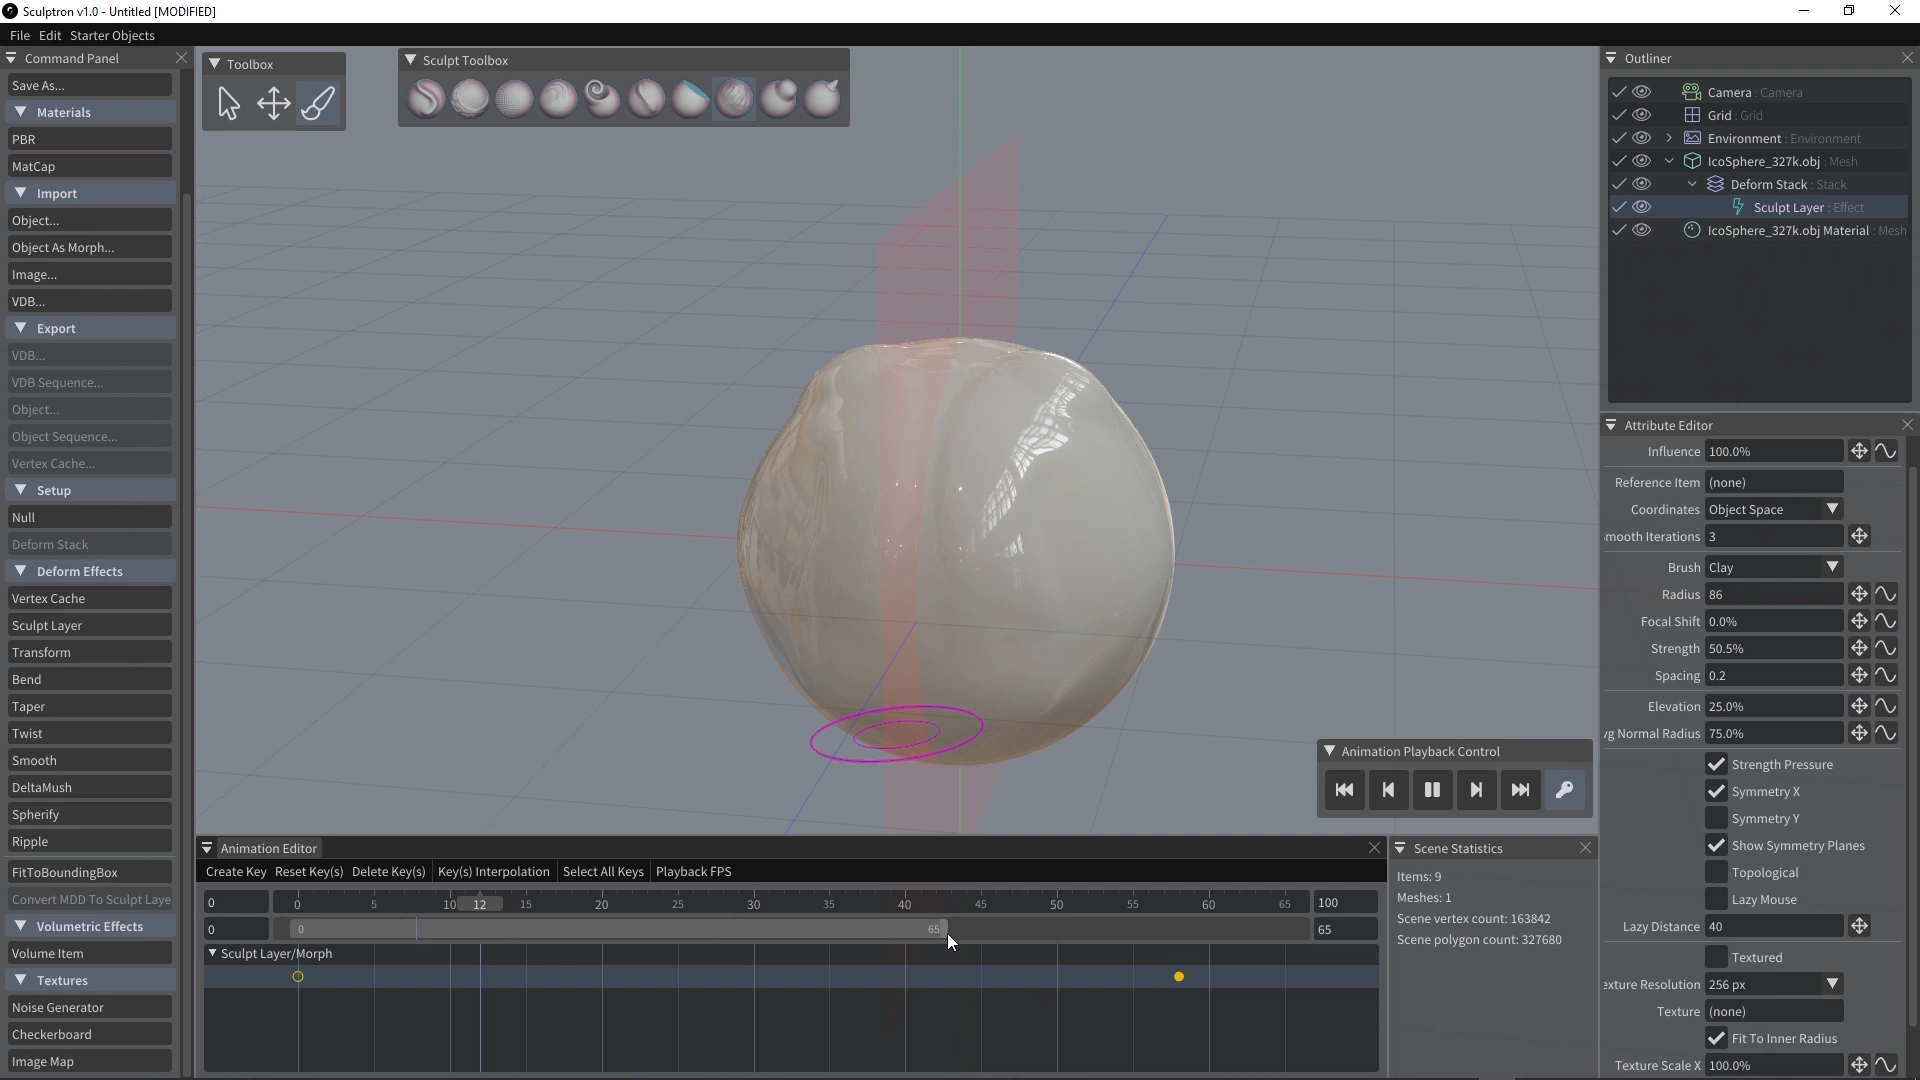 Sculptron v1.0 - Untitled [MODIFIED]
File Edit Starter Objects
Command Panel
Save As...
Materials
PBR
MatCap
Import
Object...
Object As Morph...
Image...
VDB...
Export
VDB...
VDB Sequence...
Object...
Object Sequence...
Vertex Cache...
Setup
Null
Deform Stack
Deform Effects
Vertex Cache
Sculpt Layer
Transform
Bend
Taper
Twist
Smooth
DeltaMush
Spherify
Ripple
FitToBoundingBox
Convert MDD To Sculpt Laye
Volumetric Effects
Volume Item
Textures
Noise Generator
Checkerboard
Image Map
Toolbox
Sculpt Toolbox
Animation Playback Control
Animation Editor
Create Key Reset Key(s) Delete Key(s) Key(s) Interpolation Select All Keys Playback FPS
0 0 5 10 12 15 20 25 30 35 40 45 50 55 60 65 100
0 0 65 65
Sculpt Layer/Morph
Scene Statistics
Items: 9
Meshes: 1
Scene vertex count: 163842
Scene polygon count: 327680
Outliner
Camera : Camera
Grid : Grid
Environment : Environment
IcoSphere_327k.obj : Mesh
Deform Stack : Stack
Sculpt Layer : Effect
IcoSphere_327k.obj Material : Mesh
Attribute Editor
Influence 100.0%
Reference Item (none)
Coordinates Object Space
mooth Iterations 3
Brush Clay
Radius 86
Focal Shift 0.0%
Strength 50.5%
Spacing 0.2
Elevation 25.0%
vg Normal Radius 75.0%
Strength Pressure
Symmetry X
Symmetry Y
Show Symmetry Planes
Topological
Lazy Mouse
Lazy Distance 40
Textured
exture Resolution 256 px
Texture (none)
Fit To Inner Radius
Texture Scale X 100.0%